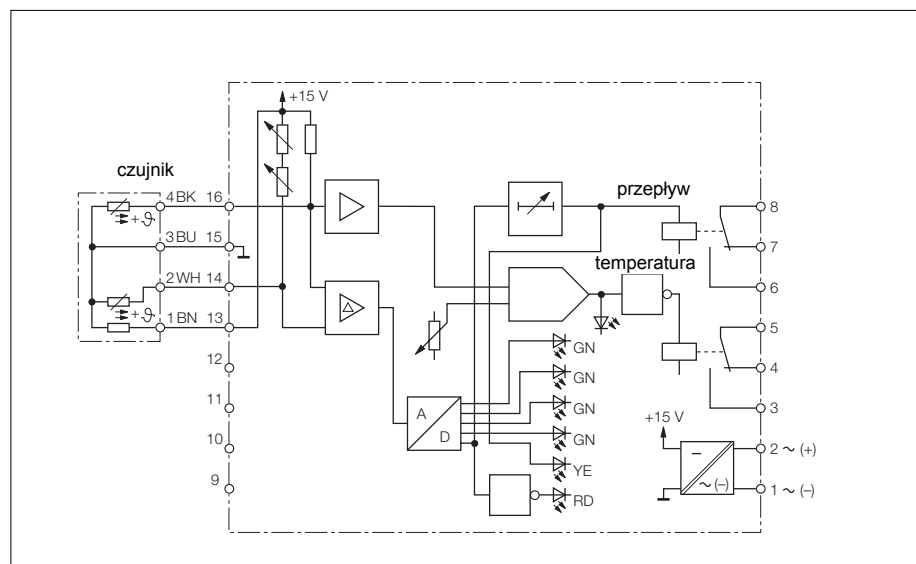 +15 V
czujnik
4 BK 16
+ϑ
3 BU 15
2 WH 14
+ϑ
1 BN 13
12
11
10
9
przepływ
8
7
6
temperatura
5
4
3
GN
GN
GN
GN
YE
RD
A
D
+15 V
2 ~ (+)
~ (–)
1 ~ (–)